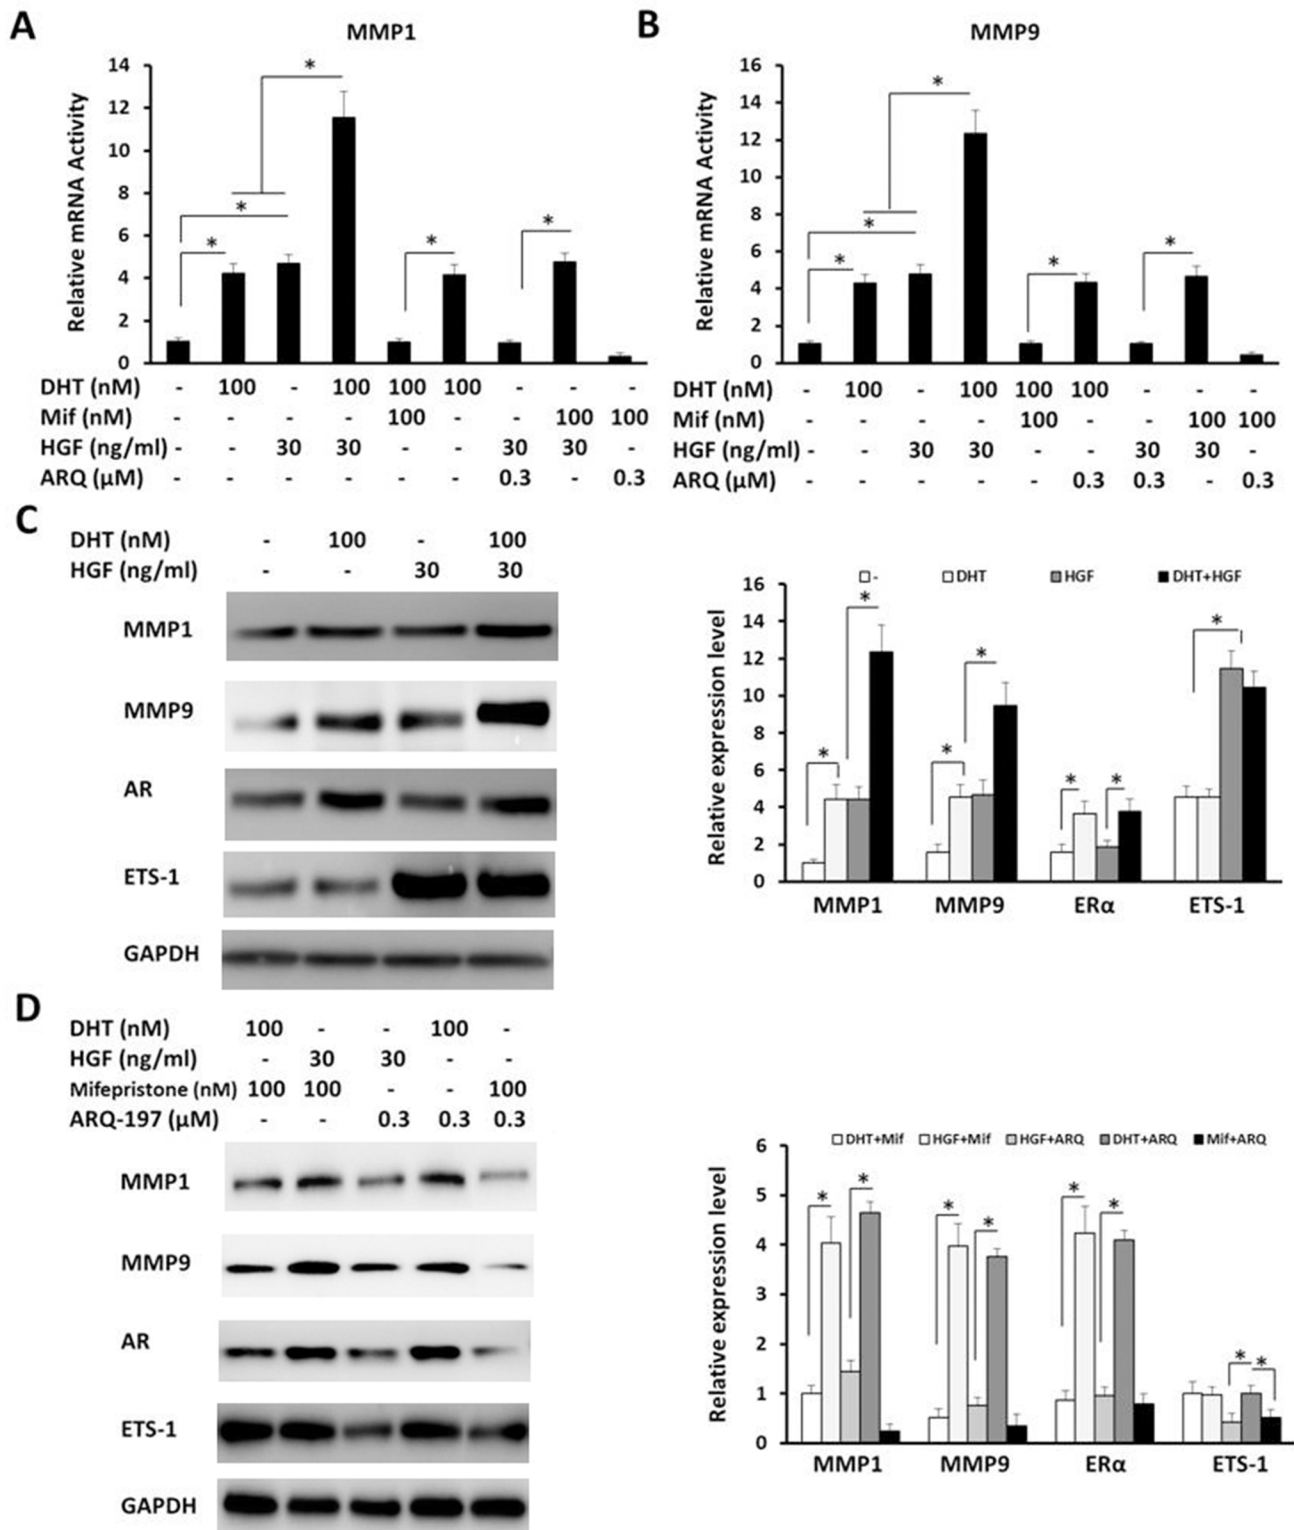 A
MMP1
Relative mRNA Activity
14
12
10
8
6
4
2
0
* * * * *
DHT (nM) - 100 - 100 100 100 - - -
Mif (nM) - - - - 100 - - 100 100
HGF (ng/ml) - - 30 30 - - 30 30 -
ARQ (μM) - - - - - - 0.3 - 0.3
B
MMP9
Relative mRNA Activity
16
14
12
10
8
6
4
2
0
* * * * *
DHT (nM) - 100 - 100 100 100 - - -
Mif (nM) - - - - 100 - - 100 100
HGF (ng/ml) - - 30 30 - - 30 30 -
ARQ (μM) - - - - - 0.3 0.3 - 0.3
C
DHT (nM) - 100 - 100
HGF (ng/ml) - - 30 30
MMP1
MMP9
AR
ETS-1
GAPDH
- DHT HGF DHT+HGF
Relative expression level
16
14
12
10
8
6
4
2
0
* * * * * * *
MMP1 MMP9 ERα ETS-1
D
DHT (nM) 100 - - 100 -
HGF (ng/ml) - 30 30 - -
Mifepristone (nM) 100 100 - - 100
ARQ-197 (μM) - - 0.3 0.3 0.3
MMP1
MMP9
AR
ETS-1
GAPDH
DHT+Mif HGF+Mif HGF+ARQ DHT+ARQ Mif+ARQ
Relative expression level
6
5
4
3
2
1
0
* * * * * * * *
MMP1 MMP9 ERα ETS-1